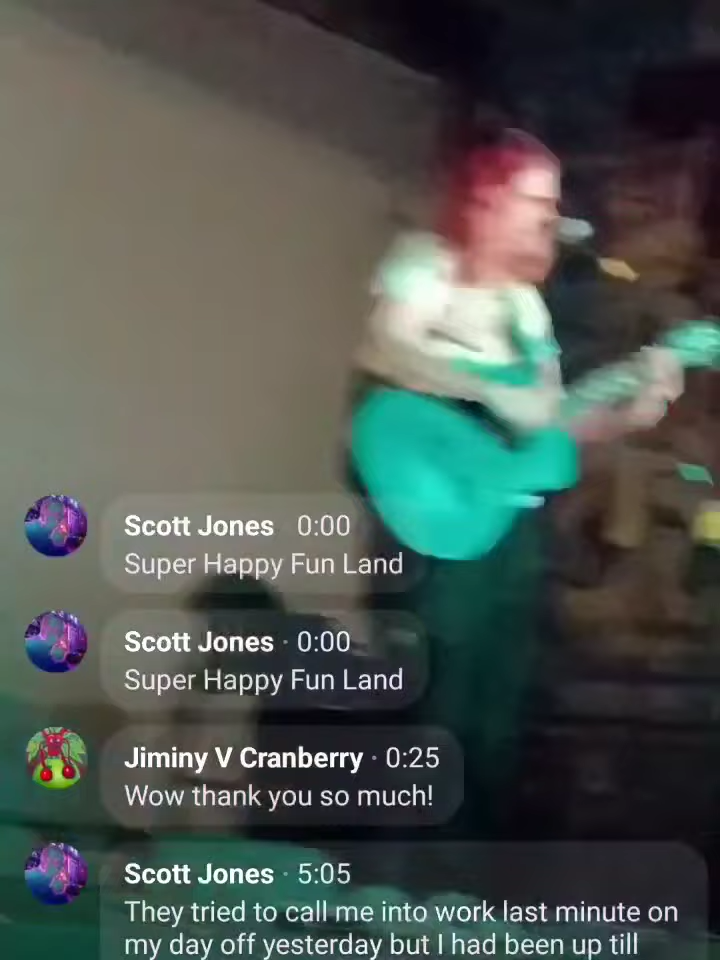 Scott Jones · 0:00
Super Happy Fun Land
Scott Jones · 0:00
Super Happy Fun Land
Jiminy V Cranberry · 0:25
Wow thank you so much!
Scott Jones · 5:05
They tried to call me into work last minute on
my day off yesterday but I had been up till